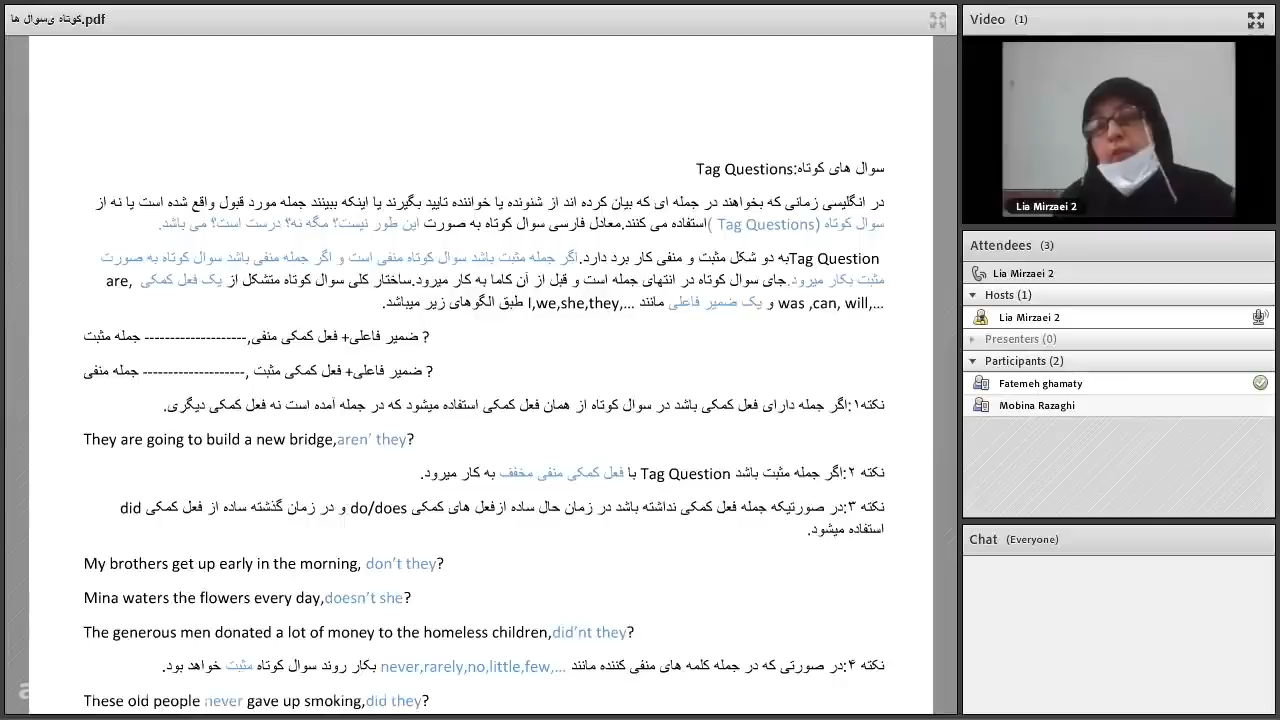 کوتاه ی‌سوال ها.pdf
سوال های کوتاه:Tag Questions
در انگلیسی زمانی که بخواهند در جمله ای که بیان کرده اند از شنونده یا خواننده تایید بگیرند یا اینکه ببینند جمله مورد قبول واقع شده است یا نه از
سوال کوتاه (Tag Questions )استفاده می کنند.معادل فارسی سوال کوتاه به صورت این طور نیست؟ مگه نه؟ درست است؟ می باشد.
Tag Questionبه دو شکل مثبت و منفی کار برد دارد.اگر جمله مثبت باشد سوال کوتاه منفی است و اگر جمله منفی باشد سوال کوتاه به صورت
مثبت بکار میرود.جای سوال کوتاه در انتهای جمله است و قبل از آن کاما به کار میرود.ساختار کلی سوال کوتاه متشکل از یک فعل کمکی are,
was ,can, will,... و یک ضمیر فاعلی مانند I,we,she,they,... طبق الگوهای زیر میباشد.
? ضمیر فاعلی+ فعل کمکی منفی,-------------------- جمله مثبت
? ضمیر فاعلی+ فعل کمکی مثبت ,-------------------- جمله منفی
نکته۱:اگر جمله دارای فعل کمکی باشد در سوال کوتاه از همان فعل کمکی استفاده میشود که در جمله آمده است نه فعل کمکی دیگری.
They are going to build a new bridge,aren' they?
نکته ۲:اگر جمله مثبت باشد Tag Question با فعل کمکی منفی مخفف به کار میرود.
نکته ۳:در صورتیکه جمله فعل کمکی نداشته باشد در زمان حال ساده ازفعل های کمکی do/does و در زمان گذشته ساده از فعل کمکی did
استفاده میشود.
My brothers get up early in the morning, don't they?
Mina waters the flowers every day,doesn't she?
The generous men donated a lot of money to the homeless children,did'nt they?
نکته ۴:در صورتی که در جمله کلمه های منفی کننده مانند never,rarely,no,little,few,... بکار روند سوال کوتاه مثبت خواهد بود.
These old people never gave up smoking,did they?
Video (1)
Lia Mirzaei 2
Attendees (3)
Lia Mirzaei 2
Hosts (1)
Lia Mirzaei 2
Presenters (0)
Participants (2)
Fatemeh ghamaty
Mobina Razaghi
Chat (Everyone)